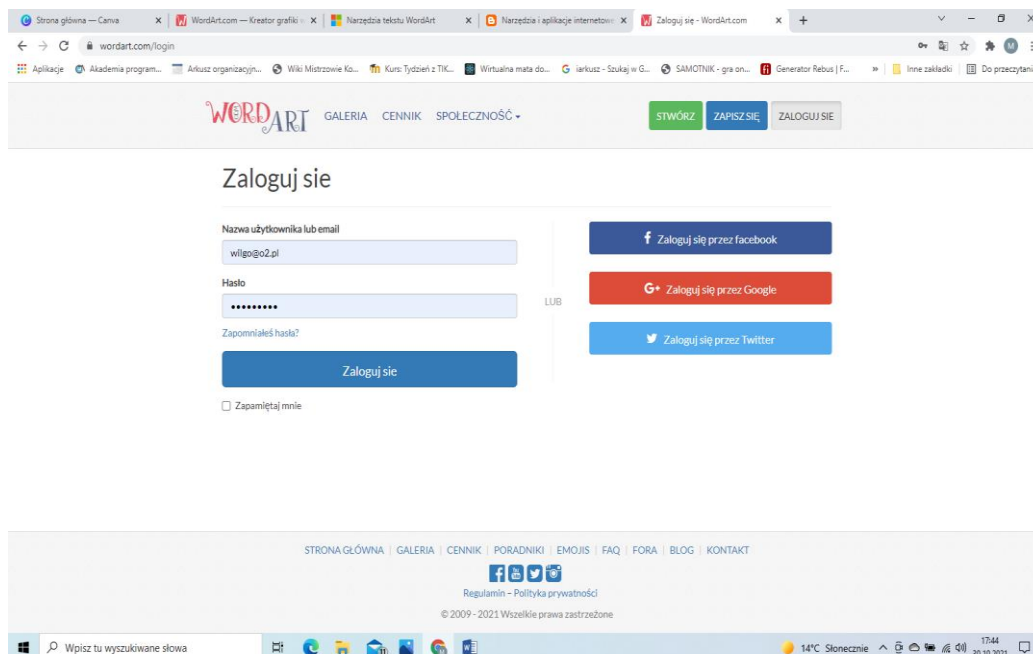 Strona główna — Canva
WordArt.com — Kreator grafiki
Narzędzia tekstu WordArt
Narzędzia i aplikacje internetowe
Zaloguj się - WordArt.com
wordart.com/login
M
Aplikacje
Akademia program...
Arkusz organizacyjn...
Wiki Mistrzowie Ko...
Kurs: Tydzień z TIK...
Wirtualna mata do...
iarkusz - Szukaj w G...
SAMOTNIK - gra on...
Generator Rebus | F...
»
Inne zakładki
Do przeczytani
WORDART
GALERIA CENNIK SPOŁECZNOŚĆ
STWÓRZ ZAPISZ SIĘ ZALOGUJ SIE
Zaloguj sie
Nazwa użytkownika lub email
wilgo@o2.pl
Hasło
•••••••••
Zapomniałeś hasła?
Zaloguj sie
Zapamiętaj mnie
LUB
Zaloguj się przez facebook
G+ Zaloguj się przez Google
Zaloguj się przez Twitter
STRONA GŁÓWNA | GALERIA | CENNIK | PORADNIKI | EMOJIS | FAQ | FORA | BLOG | KONTAKT
Regulamin – Polityka prywatności
© 2009 - 2021 Wszelkie prawa zastrzeżone
Wpisz tu wyszukiwane słowa
14°C Słonecznie
17:44
20.10.2021